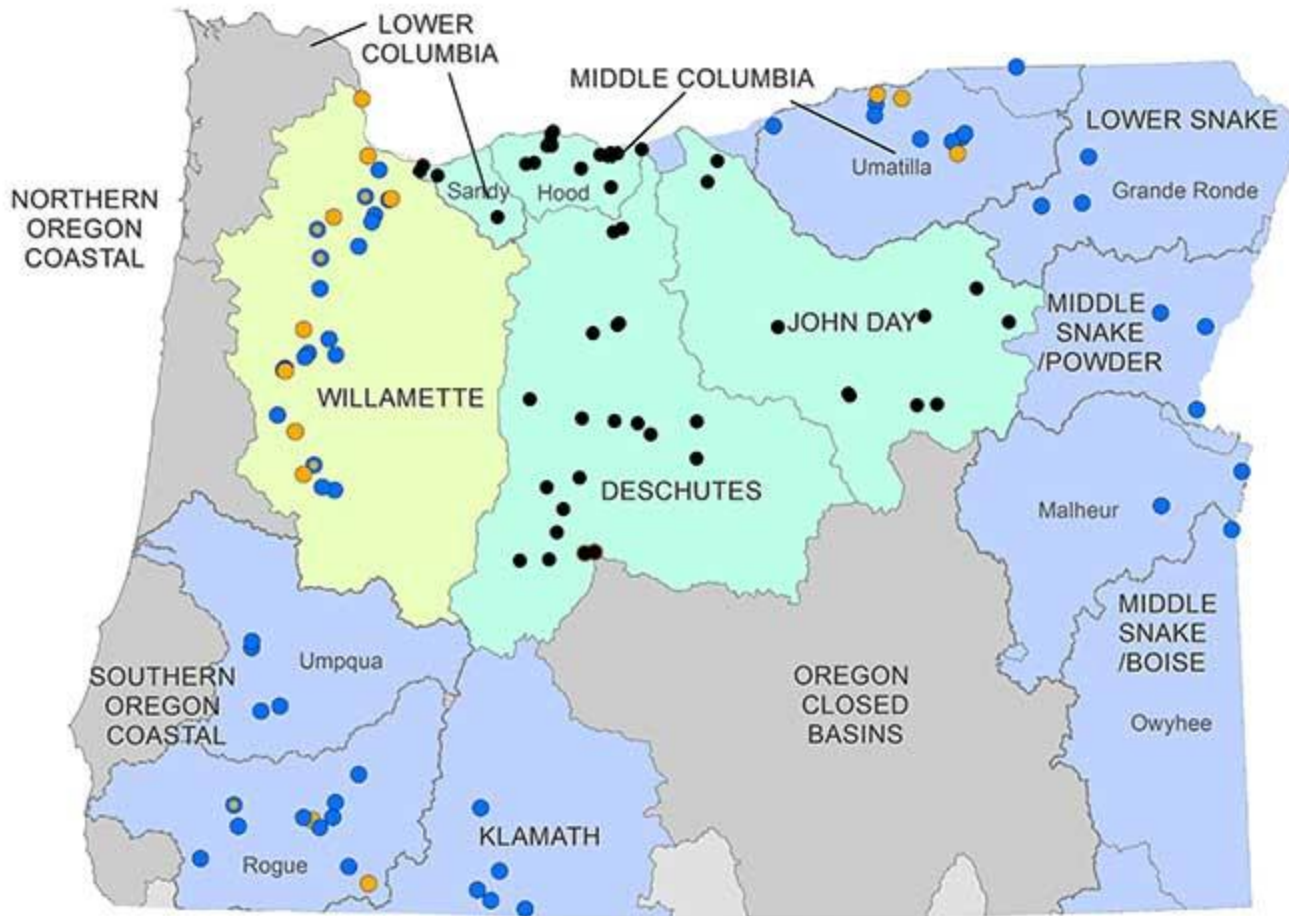 LOWER
COLUMBIA
MIDDLE COLUMBIA
LOWER SNAKE
Umatilla
Grande Ronde
Sandy
Hood
NORTHERN
OREGON
COASTAL
MIDDLE
SNAKE
/POWDER
JOHN DAY
WILLAMETTE
DESCHUTES
Malheur
MIDDLE
SNAKE
/BOISE
Umpqua
SOUTHERN
OREGON
COASTAL
OREGON
CLOSED
BASINS
Owyhee
KLAMATH
Rogue